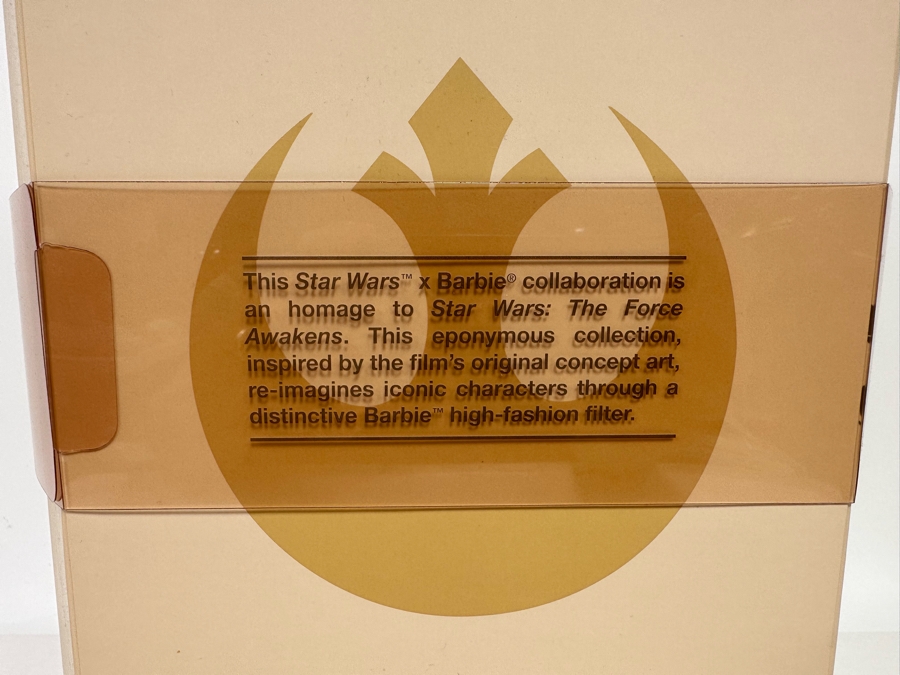 This Star Wars™ x Barbie® collaboration is
an homage to Star Wars: The Force
Awakens. This eponymous collection,
inspired by the film's original concept art,
re-imagines iconic characters through a
distinctive Barbie™ high-fashion filter.